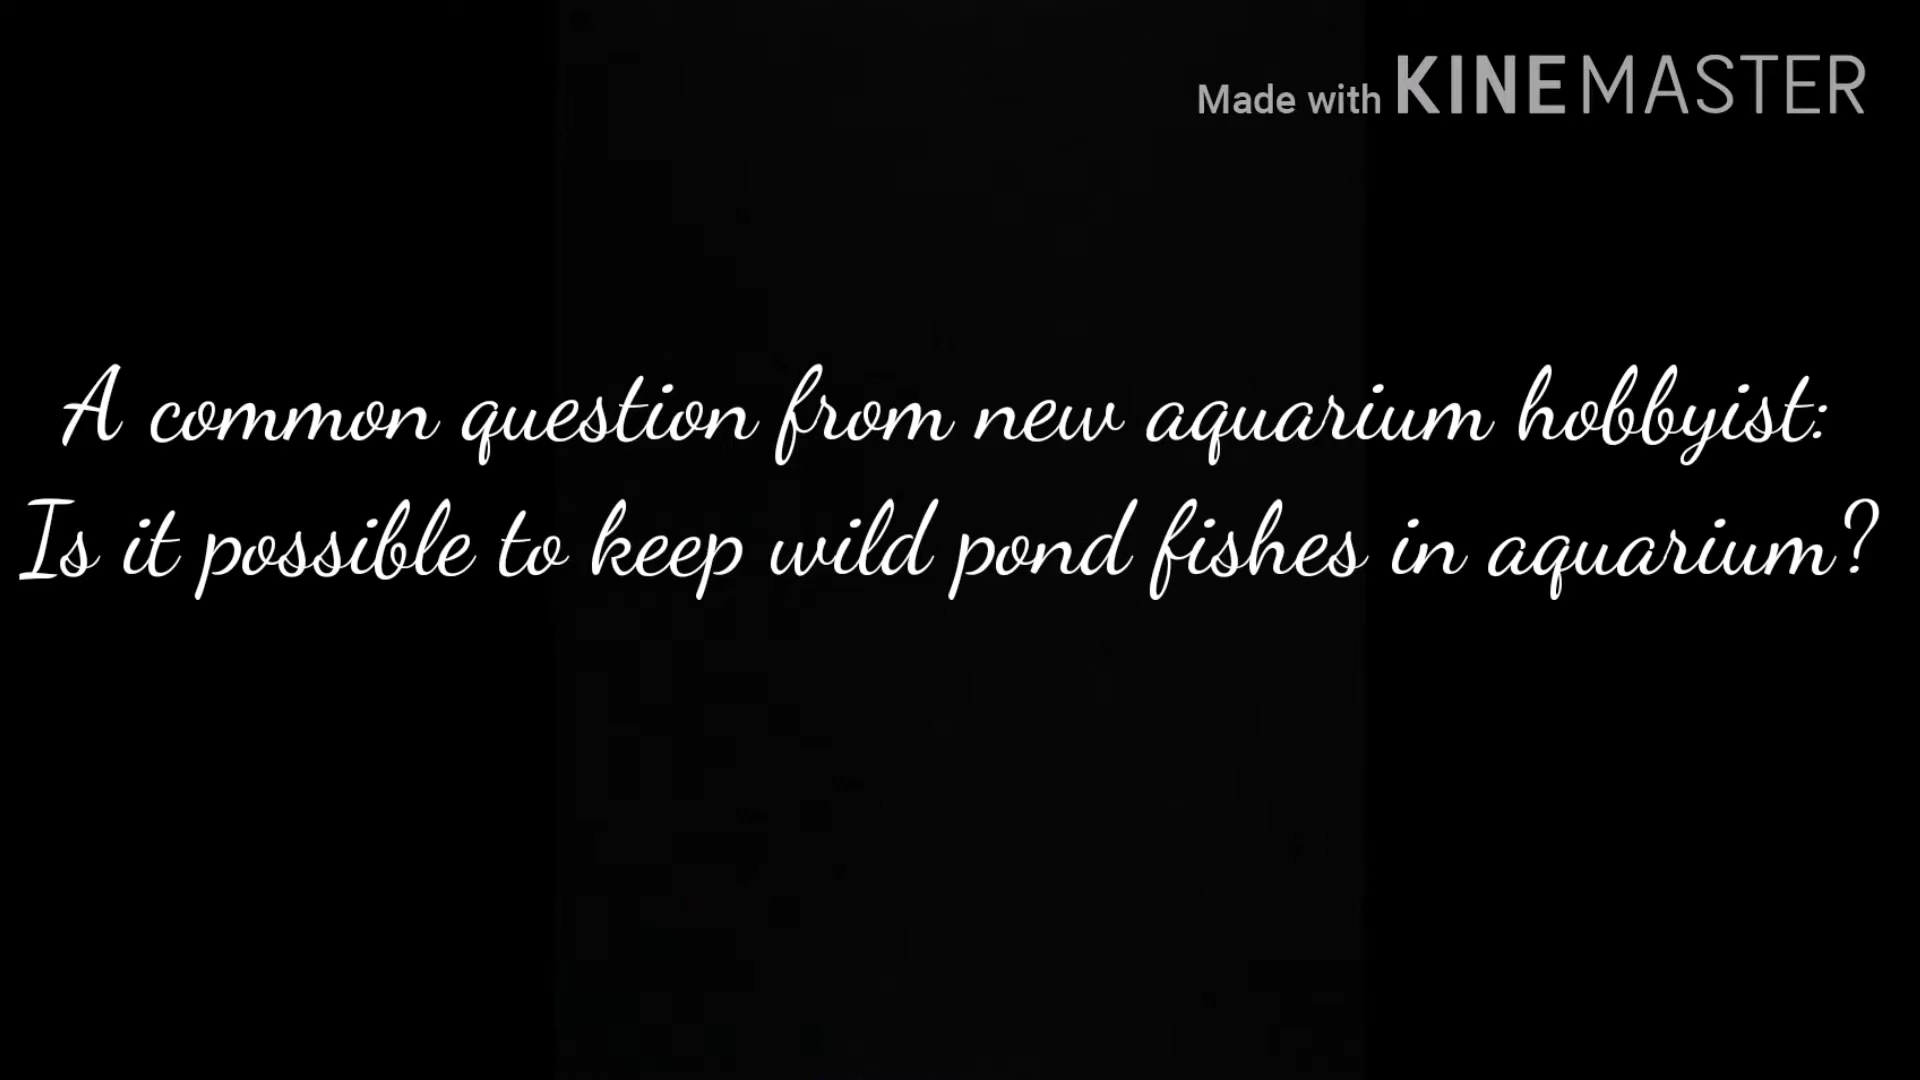 Made with KINEMASTER
A common question from new aquarium hobbyist:
Is it possible to keep wild pond fishes in aquarium?